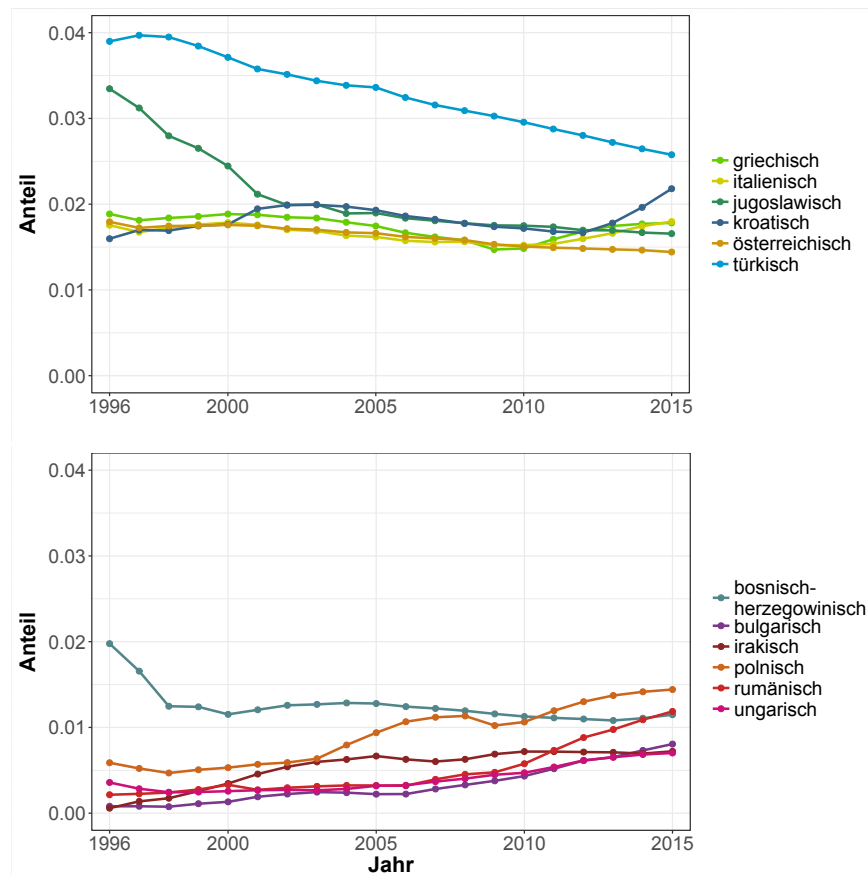 0.04
0.03
0.02
0.01
0.00
Anteil
1996
2000
2005
2010
2015
griechisch
italienisch
jugoslawisch
kroatisch
österreichisch
türkisch
0.04
0.03
0.02
0.01
0.00
Anteil
1996
2000
2005
2010
2015
Jahr
bosnisch-
herzegowinisch
bulgarisch
irakisch
polnisch
rumänisch
ungarisch